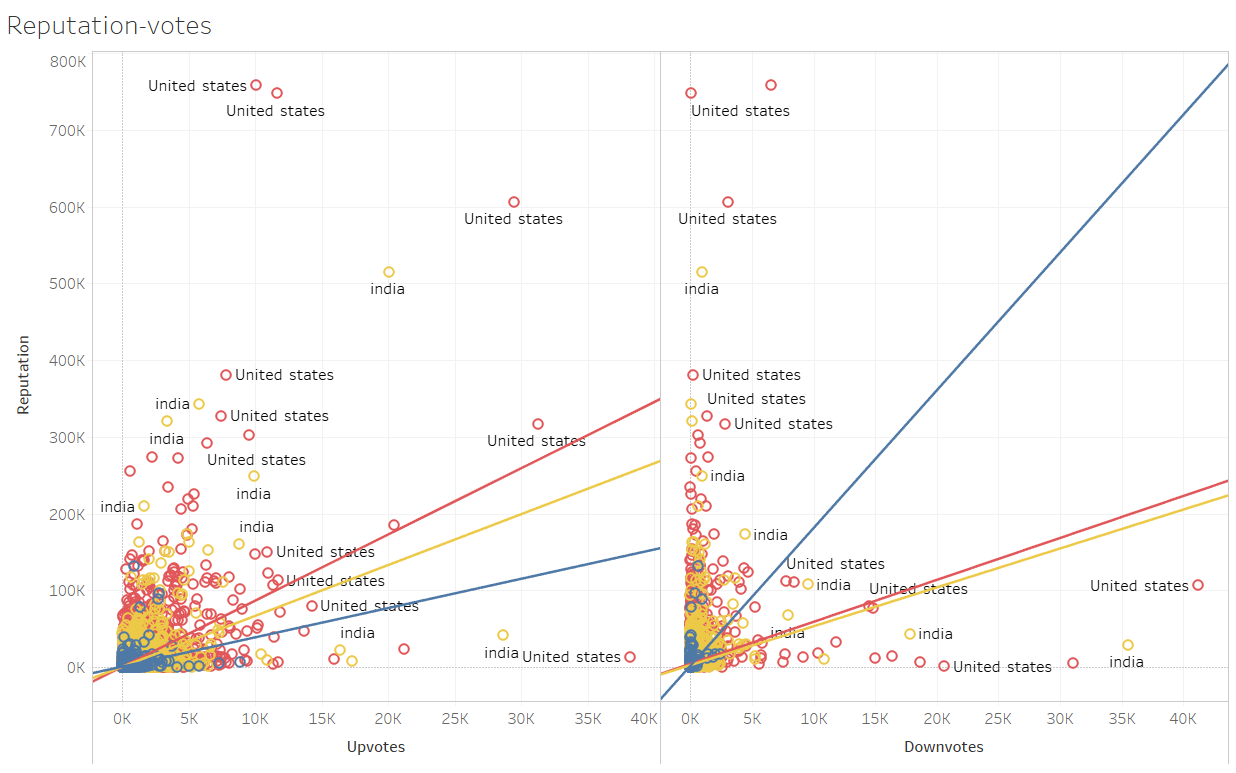 Reputation-votes
800K
700K
600K
500K
400K
300K
200K
100K
0K
Reputation
United states
United states
United states
india
United states
india
United states
india
United states
United states
india
india
india
United states
United states
United states
india
india
United states
0K 5K 10K 15K 20K 25K 30K 35K 40K
Upvotes
United states
United states
india
United states
United states
United states
india
india
United states
india
United states
United states
india
india
United states
india
0K 5K 10K 15K 20K 25K 30K 35K 40K
Downvotes